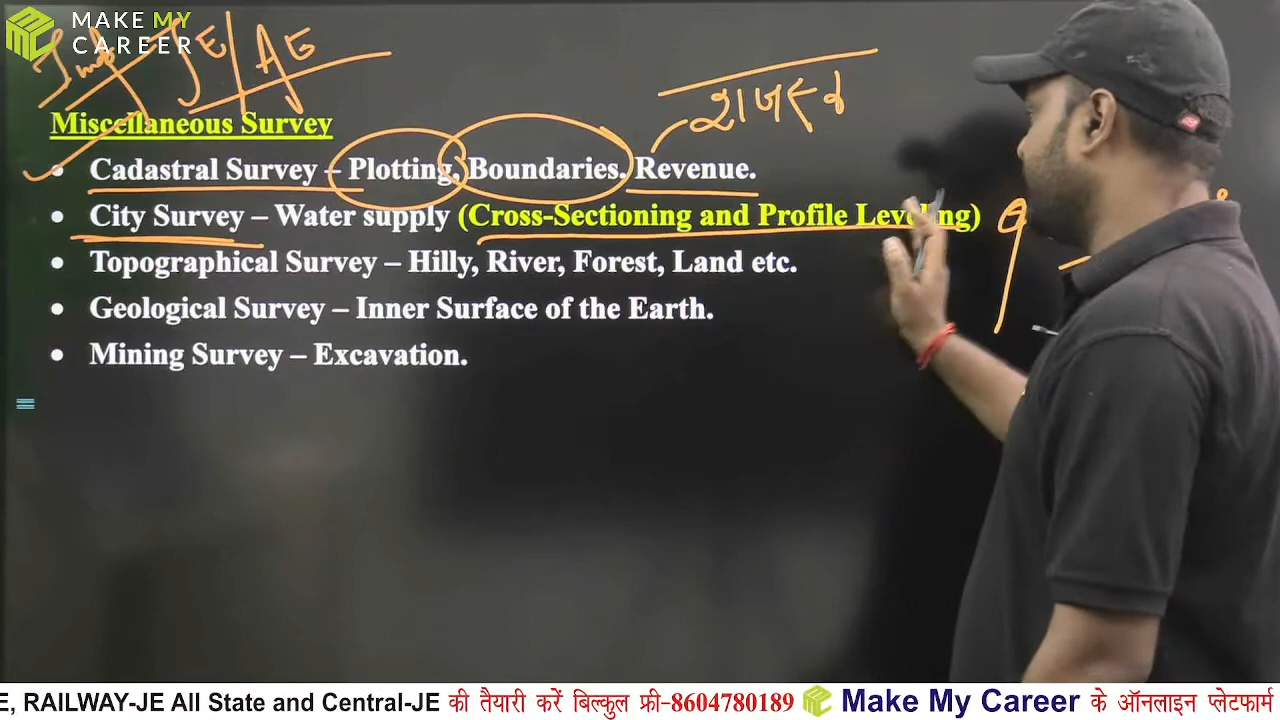 MAKE MY
CAREER
Imp JE/AE
राजस्व
Miscellaneous Survey
• Cadastral Survey – Plotting, Boundaries. Revenue.
• City Survey – Water supply (Cross-Sectioning and Profile Leveling)
• Topographical Survey – Hilly, River, Forest, Land etc.
• Geological Survey – Inner Surface of the Earth.
• Mining Survey – Excavation.
E, RAILWAY-JE All State and Central-JE की तैयारी करें बिल्कुल फ्री-8604780189 Make My Career के ऑनलाइन प्लेटफार्म